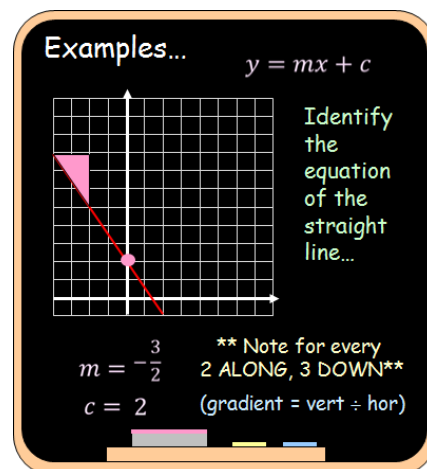 Examples...
y = mx + c
Identify
the
equation
of the
straight
line...
m = -3/2
c = 2
** Note for every
2 ALONG, 3 DOWN**
(gradient = vert ÷ hor)